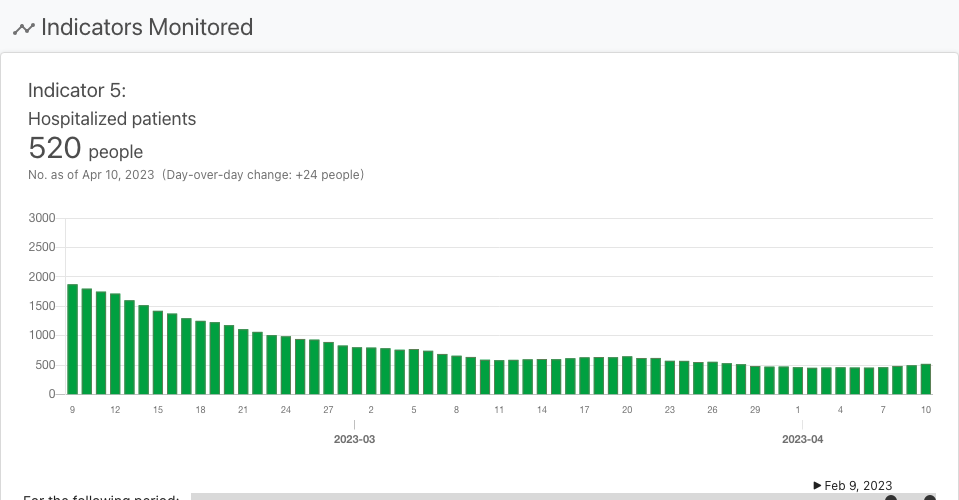 Indicators Monitored
Indicator 5:
Hospitalized patients
520 people
No. as of Apr 10, 2023 (Day-over-day change: +24 people)
3000
2500
2000
1500
1000
500
0
9 12 15 18 21 24 27 2 5 8 11 14 17 20 23 26 29 1 4 7 10
2023-03 2023-04
▶ Feb 9, 2023
For the following period: